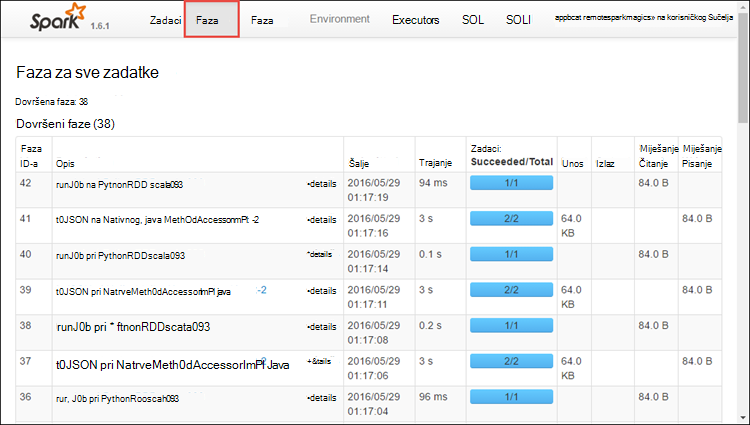 Spark 1.6.1 Zadaci Faza Faza Environment Executors SOL SOLI appbcat remotesparkmagics» na korisničkog Sučelja
Faza za sve zadatke
Dovršena faza: 38
Dovršeni faze (38)
Faza ID-a Opis Šalje Trajanje Zadaci: Succeeded/Total Unos Izlaz Miješanje Čitanje Miješanje Pisanje
42 runJ0b na PytnonRDD scala093 •details 2016/05/29 94 ms 1/1 84.0 B
01:17:19
41 t0JSON na Nativnog, java MethOdAccessormPl: -2 2016/05/29 3 s 2/2 64.0 84.0 B
01:17:16 KB
40 runJ0b pri PythonRDDscala093 *details 2016/05/29 0.1 s 1/1 84.0 B
01:17:14
39 t0JSON pri NatrveMeth0dAccessorImPl java -2 •details 2016/05/29 3 s 2/2 64.0 84.0 B
01:17:11 KB
38 runJ0b pri * ftnonRDDscata093 •details 2016/05/29 0.2 s 1/1 84.0 B
01:17:08
37 t0JSON pri NatrveMeth0dAccessorImPl Java +&tails 2016/05/29 3 s 2/2 64.0 84.0 B
01:17:06 KB
36 rur, J0b pri PythonRooscah093 •details 2016/05/29 96 ms 1/1 84.0 B
01:17:04